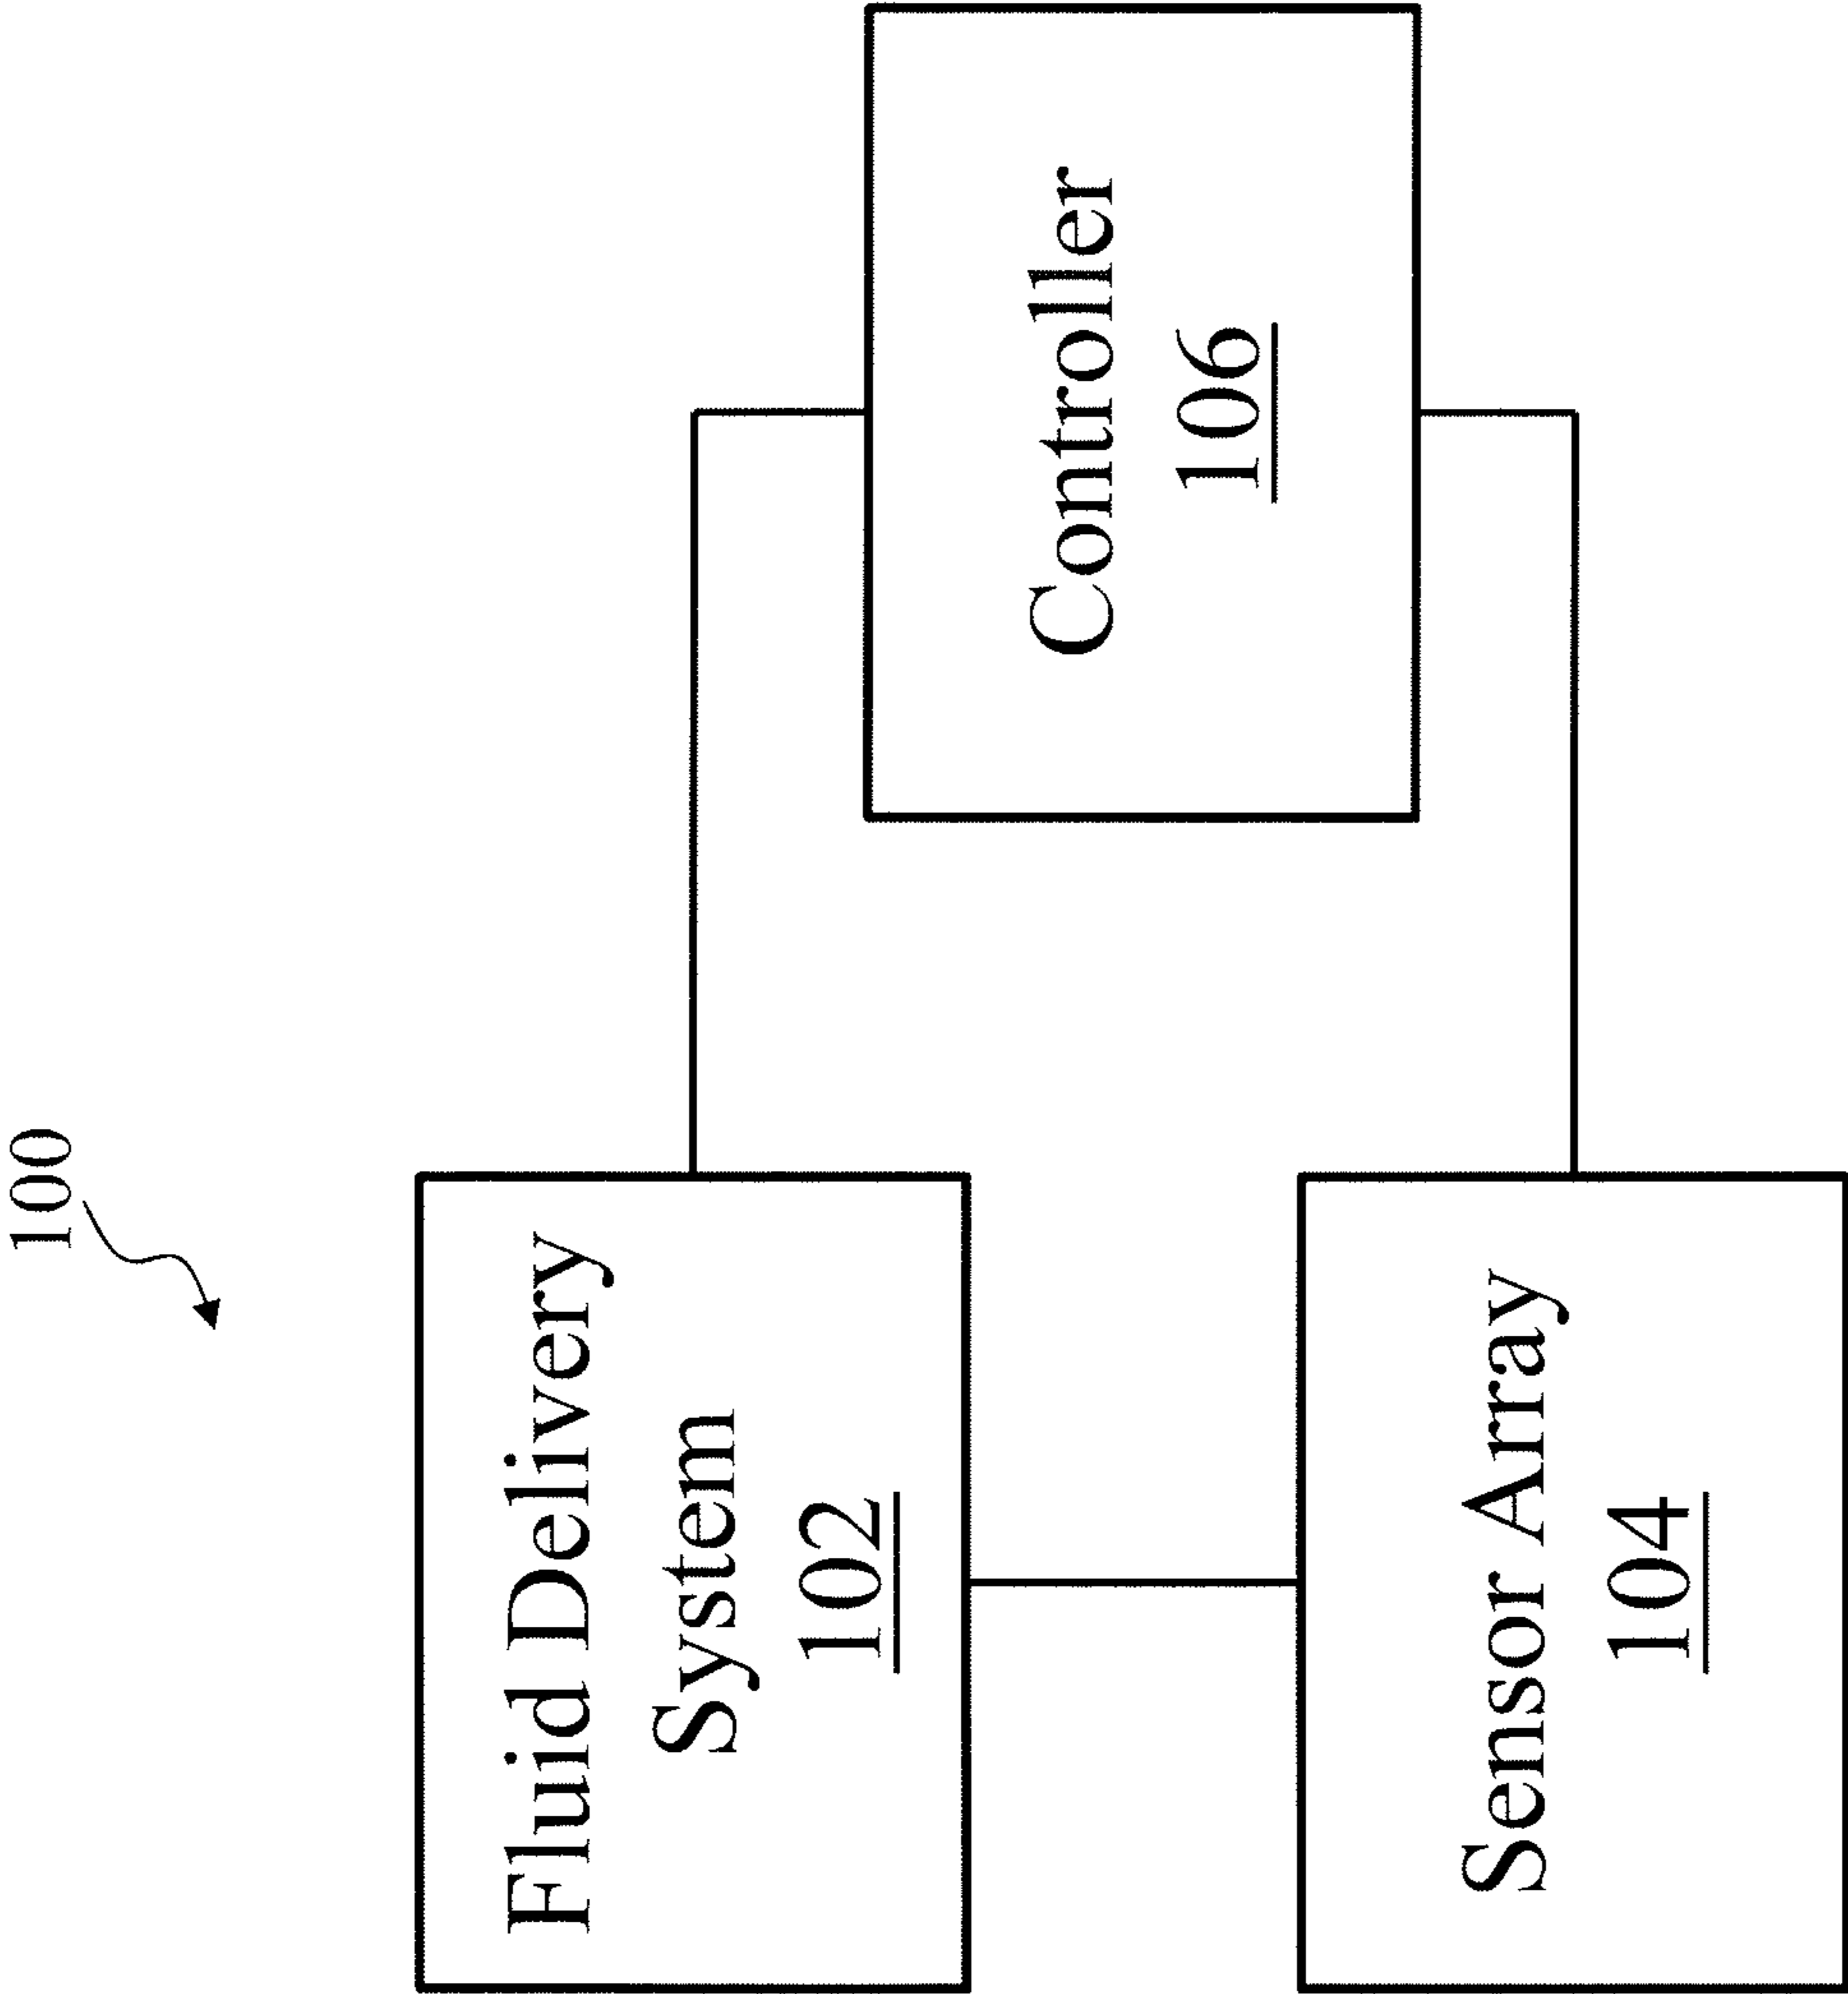 100
Fluid Delivery
System
102
Controller
106
Sensor Array
104